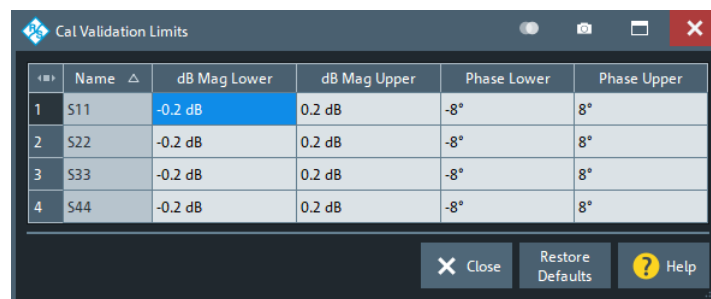 Cal Validation Limits
Name dB Mag Lower dB Mag Upper Phase Lower Phase Upper
1 S11 -0.2 dB 0.2 dB -8° 8°
2 S22 -0.2 dB 0.2 dB -8° 8°
3 S33 -0.2 dB 0.2 dB -8° 8°
4 S44 -0.2 dB 0.2 dB -8° 8°
Close Restore Defaults ? Help